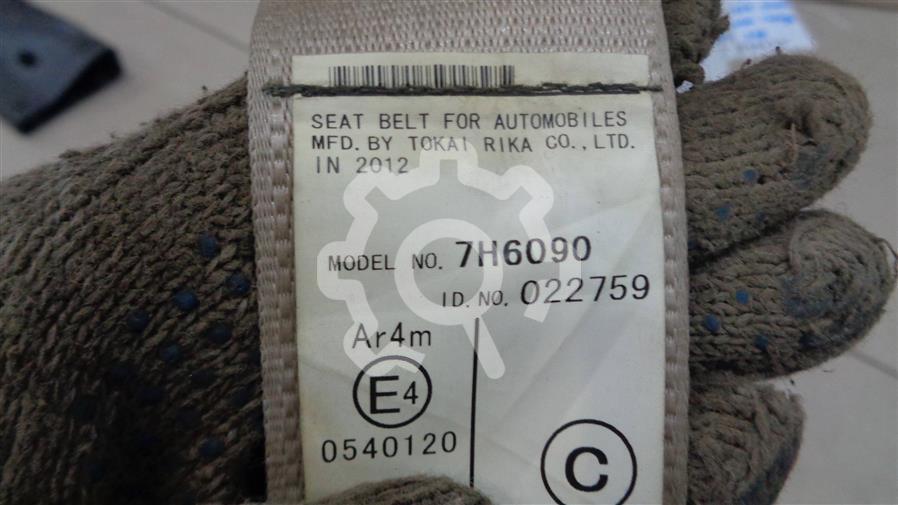 SEAT BELT FOR AUTOMOBILES
MFD. BY TOKAI RIKA CO., LTD.
IN 2012
MODEL NO. 7H6090
I D. NO. 022759
Ar4m
E4
0540120
C